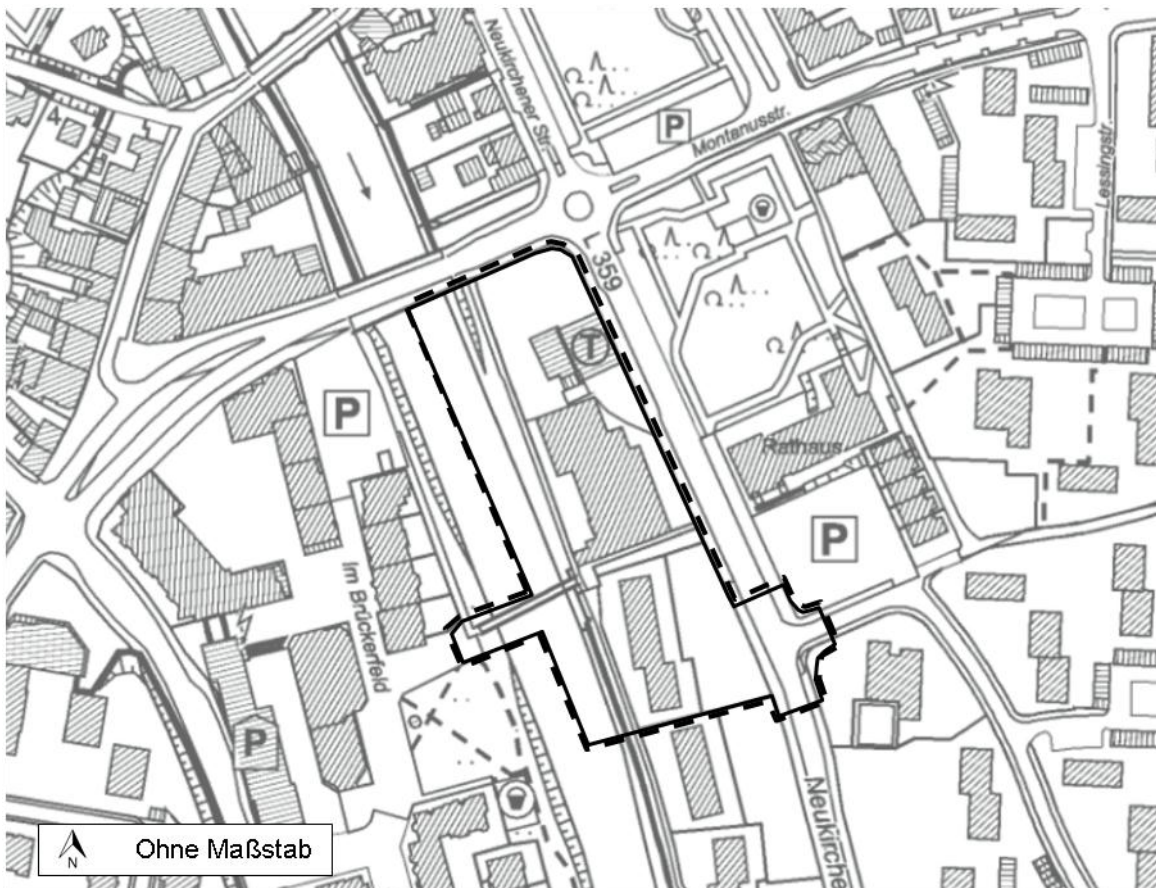 Neukirchener Str.
P
Montanusstr.
Lessingstr.
4
L 359
T
P
Rathaus
P
Im Brückerfeld
P
Neukirche
N
Ohne Maßstab